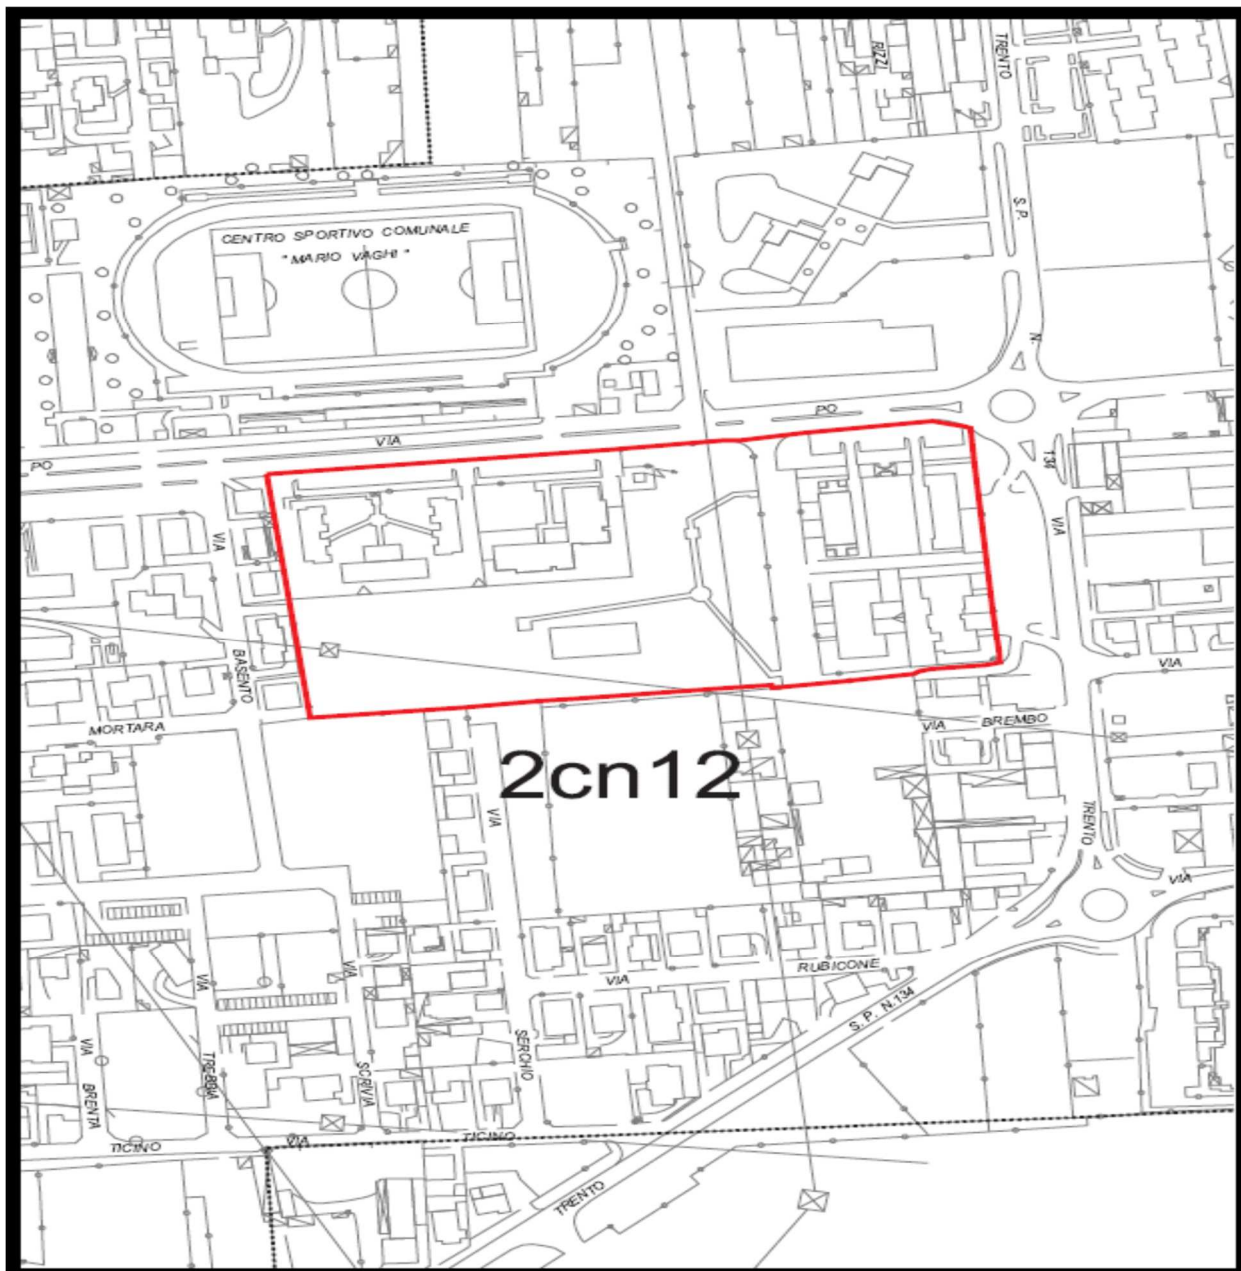 RIZZI
TRENTO
S.P.
N.
134
CENTRO SPORTIVO COMUNALE
" MARIO VAGHI "
PO
VIA
PO
VIA
VIA
BASENTO
MORTARA
VIA
VIA
BREMBO
2cn12
VIA
TRENTO
VIA
VIA
RUBICONE
S. P. N.134
VIA
VIA
VIA
BRENTA
TREBBIA
SCRIVIA
SERCHIO
TICINO
VIA
TICINO
TRENTO